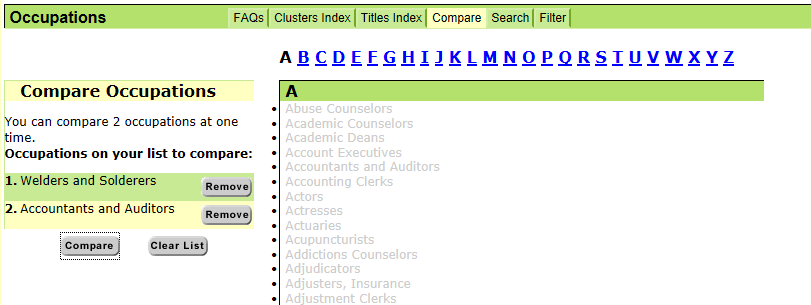 Occupations
FAQs Clusters Index Titles Index Compare Search Filter
A B C D E F G H I J K L M N O P Q R S T U V W X Y Z
Compare Occupations
You can compare 2 occupations at one
time.
Occupations on your list to compare:
1. Welders and Solderers Remove
2. Accountants and Auditors Remove
Compare Clear List
A
Abuse Counselors
Academic Counselors
Academic Deans
Account Executives
Accountants and Auditors
Accounting Clerks
Actors
Actresses
Actuaries
Acupuncturists
Addictions Counselors
Adjudicators
Adjusters, Insurance
Adjustment Clerks